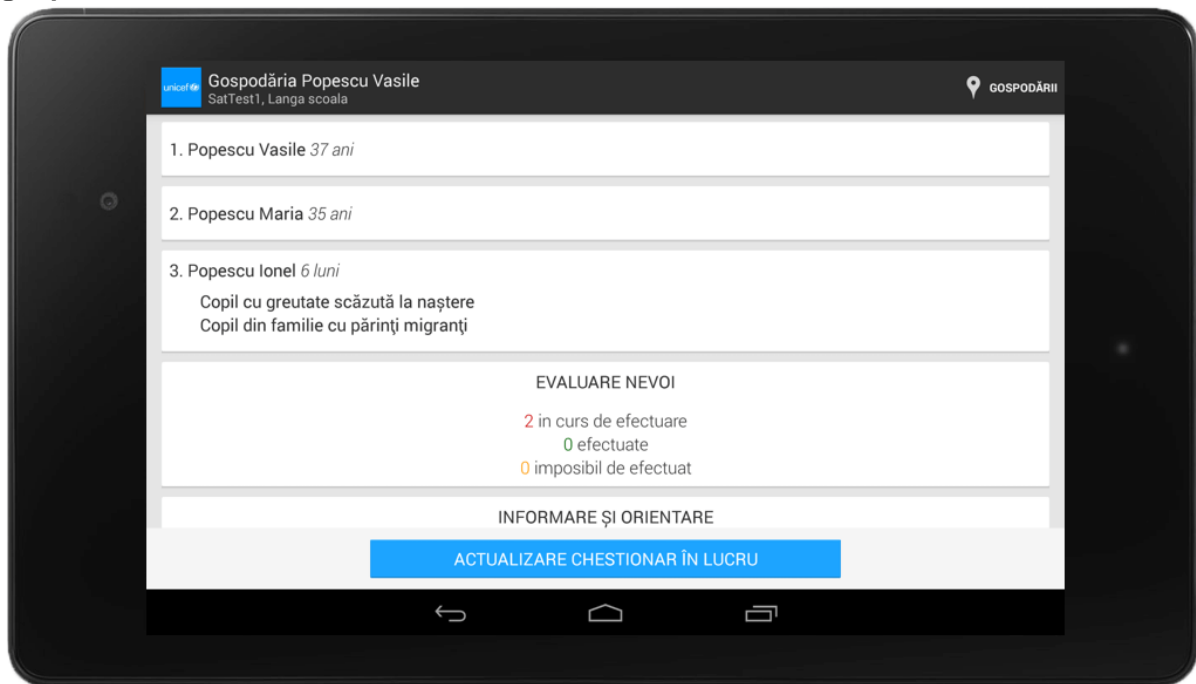 unicef
Gospodăria Popescu Vasile
SatTest1, Langa scoala
GOSPODĂRII
1. Popescu Vasile 37 ani
2. Popescu Maria 35 ani
3. Popescu Ionel 6 luni
Copil cu greutate scăzută la naștere
Copil din familie cu părinţi migranţi
EVALUARE NEVOI
2 in curs de efectuare
0 efectuate
0 imposibil de efectuat
INFORMARE ȘI ORIENTARE
ACTUALIZARE CHESTIONAR ÎN LUCRU